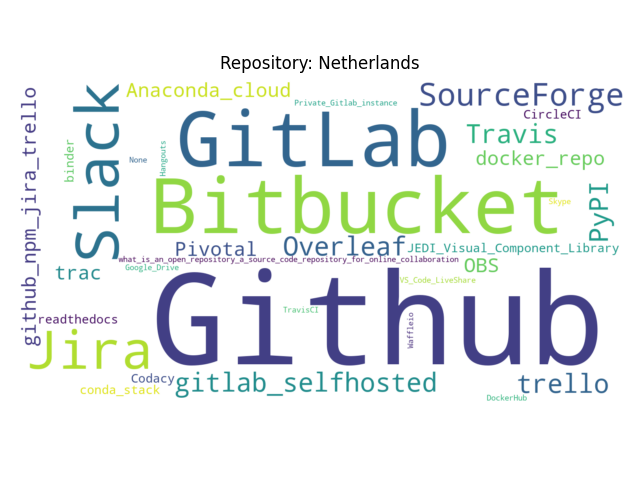 Repository: Netherlands
github_npm_jira_trello
Slack
Anaconda_cloud
Private_Gitlab_instance
SourceForge
CircleCI
GitLab
Travis
docker_repo
binder
None
Hangouts
Bitbucket
Skype
PyPI
Pivotal
Overleaf
JEDI_Visual_Component_Library
what_is_an_open_repository_a_source_code_repository_for_online_collaboration
trac
Google_Drive
OBS
VS_Code_LiveShare
Github
TravisCI
Waffleio
readthedocs
Jira
Codacy
gitlab_selfhosted
trello
conda_stack
DockerHub